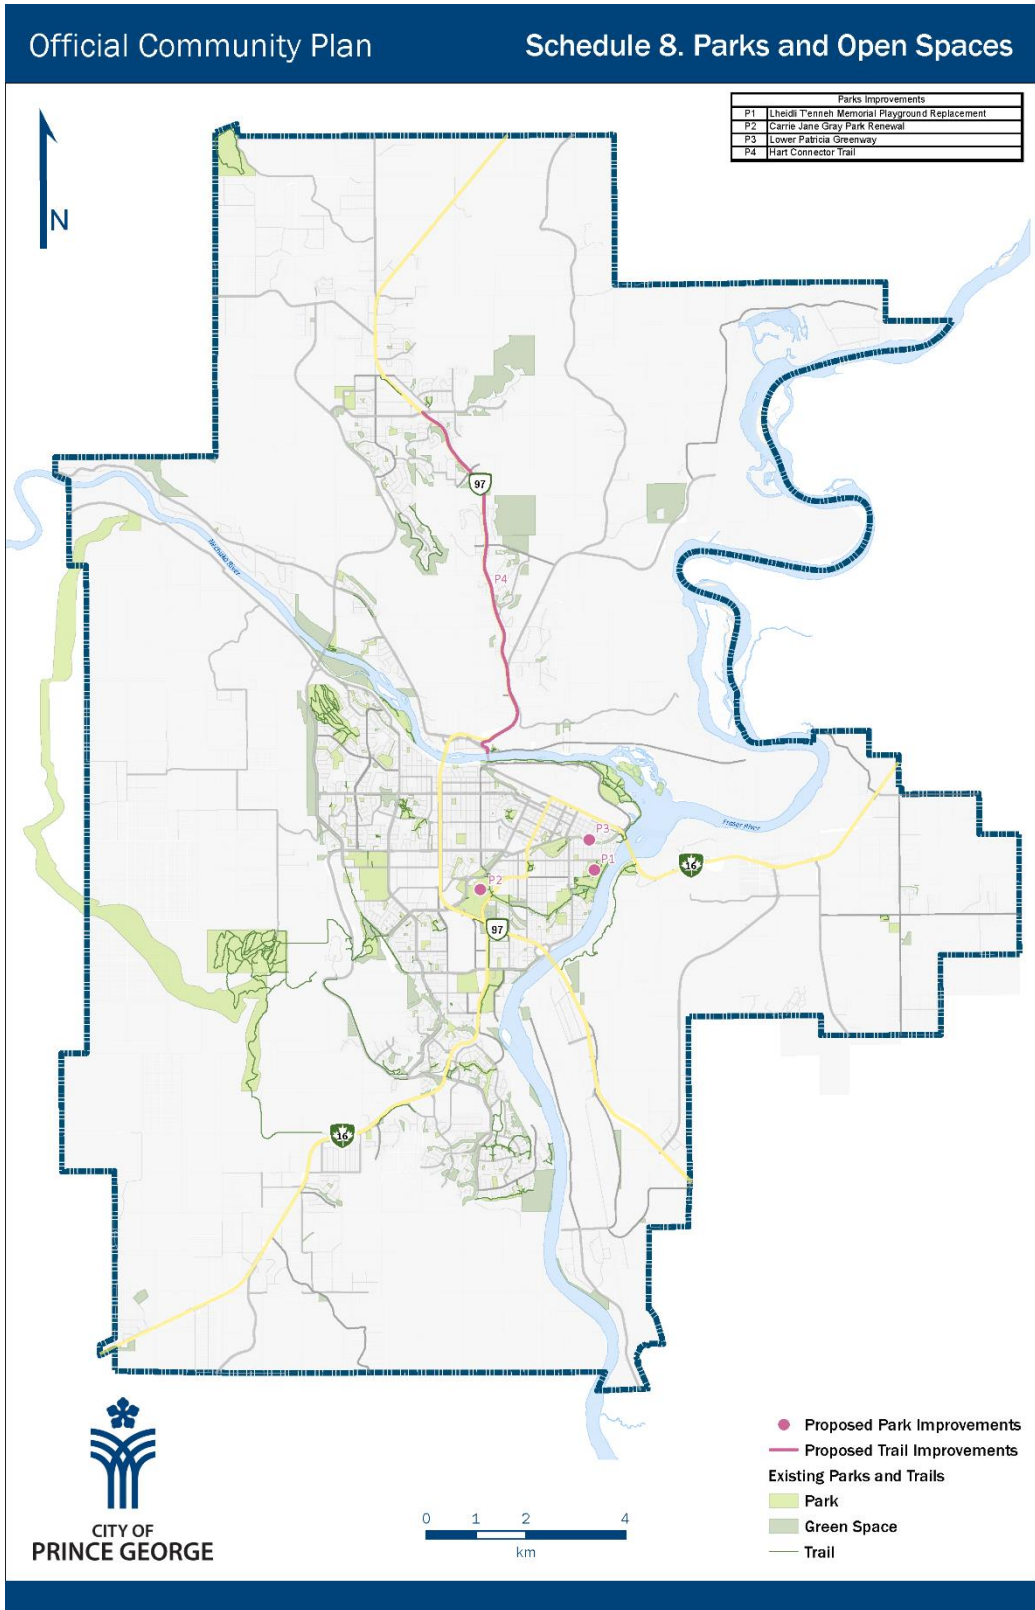 Official Community Plan
Schedule 8. Parks and Open Spaces
Parks Improvements
P1 Lheidli T'enneh Memorial Playground Replacement
P2 Carrie Jane Gray Park Renewal
P3 Lower Patricia Greenway
P4 Hart Connector Trail
N
97
Nechako River
P4
P3
Fraser River
P1
16
P2
97
16
Proposed Park Improvements
Proposed Trail Improvements
Existing Parks and Trails
Park
Green Space
Trail
0 1 2 4
km
CITY OF
PRINCE GEORGE